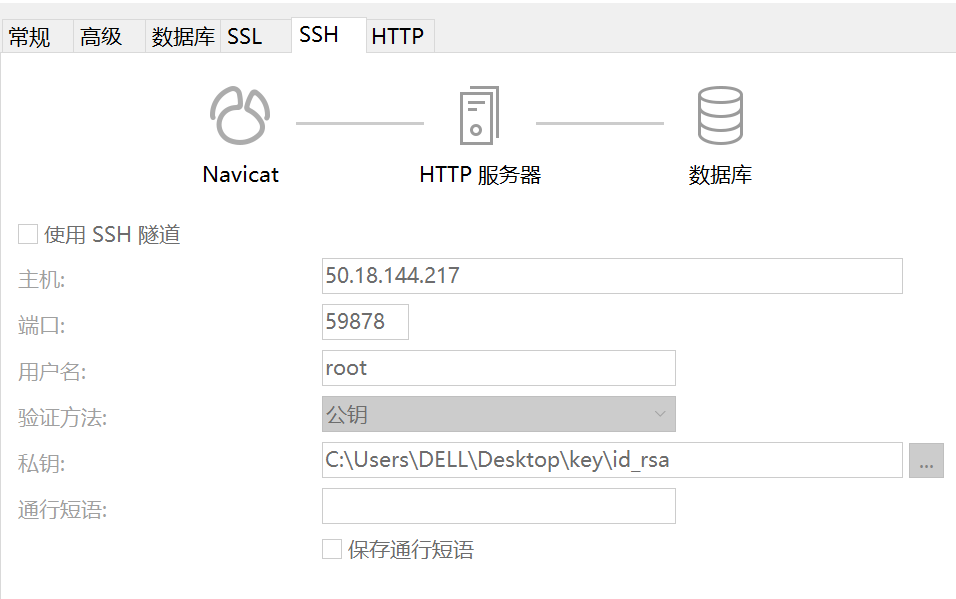 常规 高级 数据库 SSL SSH HTTP
Navicat HTTP 服务器 数据库
使用 SSH 隧道
主机: 50.18.144.217
端口: 59878
用户名: root
验证方法: 公钥
私钥: C:\Users\DELL\Desktop\key\id_rsa ...
通行短语:
保存通行短语